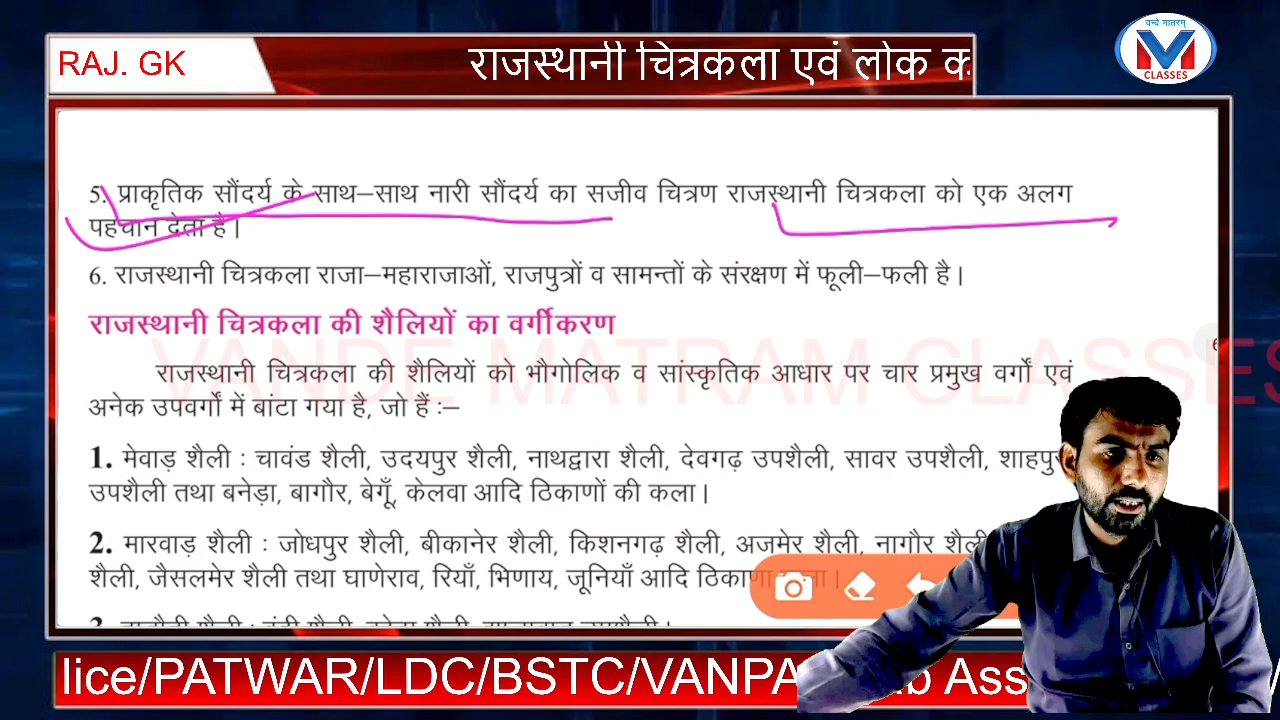 वन्दे मातरम्
VM
CLASSES
RAJ. GK
राजस्थानी चित्रकला एवं लोक
5. प्राकृतिक सौंदर्य के साथ–साथ नारी सौंदर्य का सजीव चित्रण राजस्थानी चित्रकला को एक अलग
पहचान देता है।
6. राजस्थानी चित्रकला राजा–महाराजाओं, राजपुत्रों व सामन्तों के संरक्षण में फूली–फली है।
राजस्थानी चित्रकला की शैलियों का वर्गीकरण
VANDE MATRAM CLASSES
राजस्थानी चित्रकला की शैलियों को भौगोलिक व सांस्कृतिक आधार पर चार प्रमुख वर्गों एवं
अनेक उपवर्गों में बांटा गया है, जो हैं :–
1. मेवाड़ शैली : चावंड शैली, उदयपुर शैली, नाथद्वारा शैली, देवगढ़ उपशैली, सावर उपशैली, शाहपु
उपशैली तथा बनेड़ा, बागौर, बेगूँ, केलवा आदि ठिकाणों की कला।
2. मारवाड़ शैली : जोधपुर शैली, बीकानेर शैली, किशनगढ़ शैली, अजमेर शैली, नागौर शैली
शैली, जैसलमेर शैली तथा घाणेराव, रियाँ, भिणाय, जूनियाँ आदि ठिकाणा कला।
lice/PATWAR/LDC/BSTC/VANPA Ass